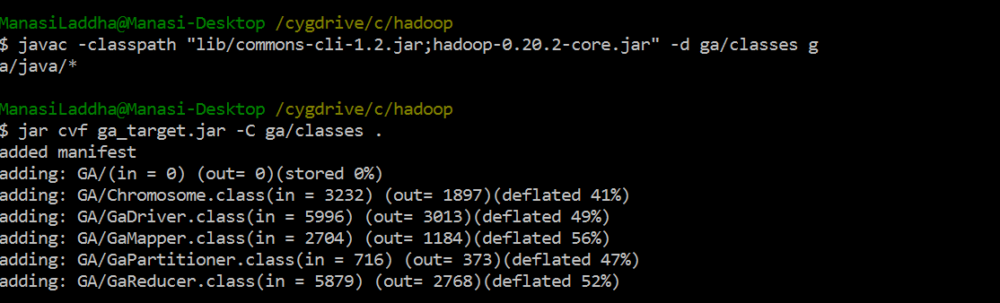 ManasiLaddha@Manasi-Desktop /cygdrive/c/hadoop
$ javac -classpath "lib/commons-cli-1.2.jar;hadoop-0.20.2-core.jar" -d ga/classes g
a/java/*
ManasiLaddha@Manasi-Desktop /cygdrive/c/hadoop
$ jar cvf ga_target.jar -C ga/classes .
added manifest
adding: GA/(in = 0) (out= 0)(stored 0%)
adding: GA/Chromosome.class(in = 3232) (out= 1897)(deflated 41%)
adding: GA/GaDriver.class(in = 5996) (out= 3013)(deflated 49%)
adding: GA/GaMapper.class(in = 2704) (out= 1184)(deflated 56%)
adding: GA/GaPartitioner.class(in = 716) (out= 373)(deflated 47%)
adding: GA/GaReducer.class(in = 5879) (out= 2768)(deflated 52%)